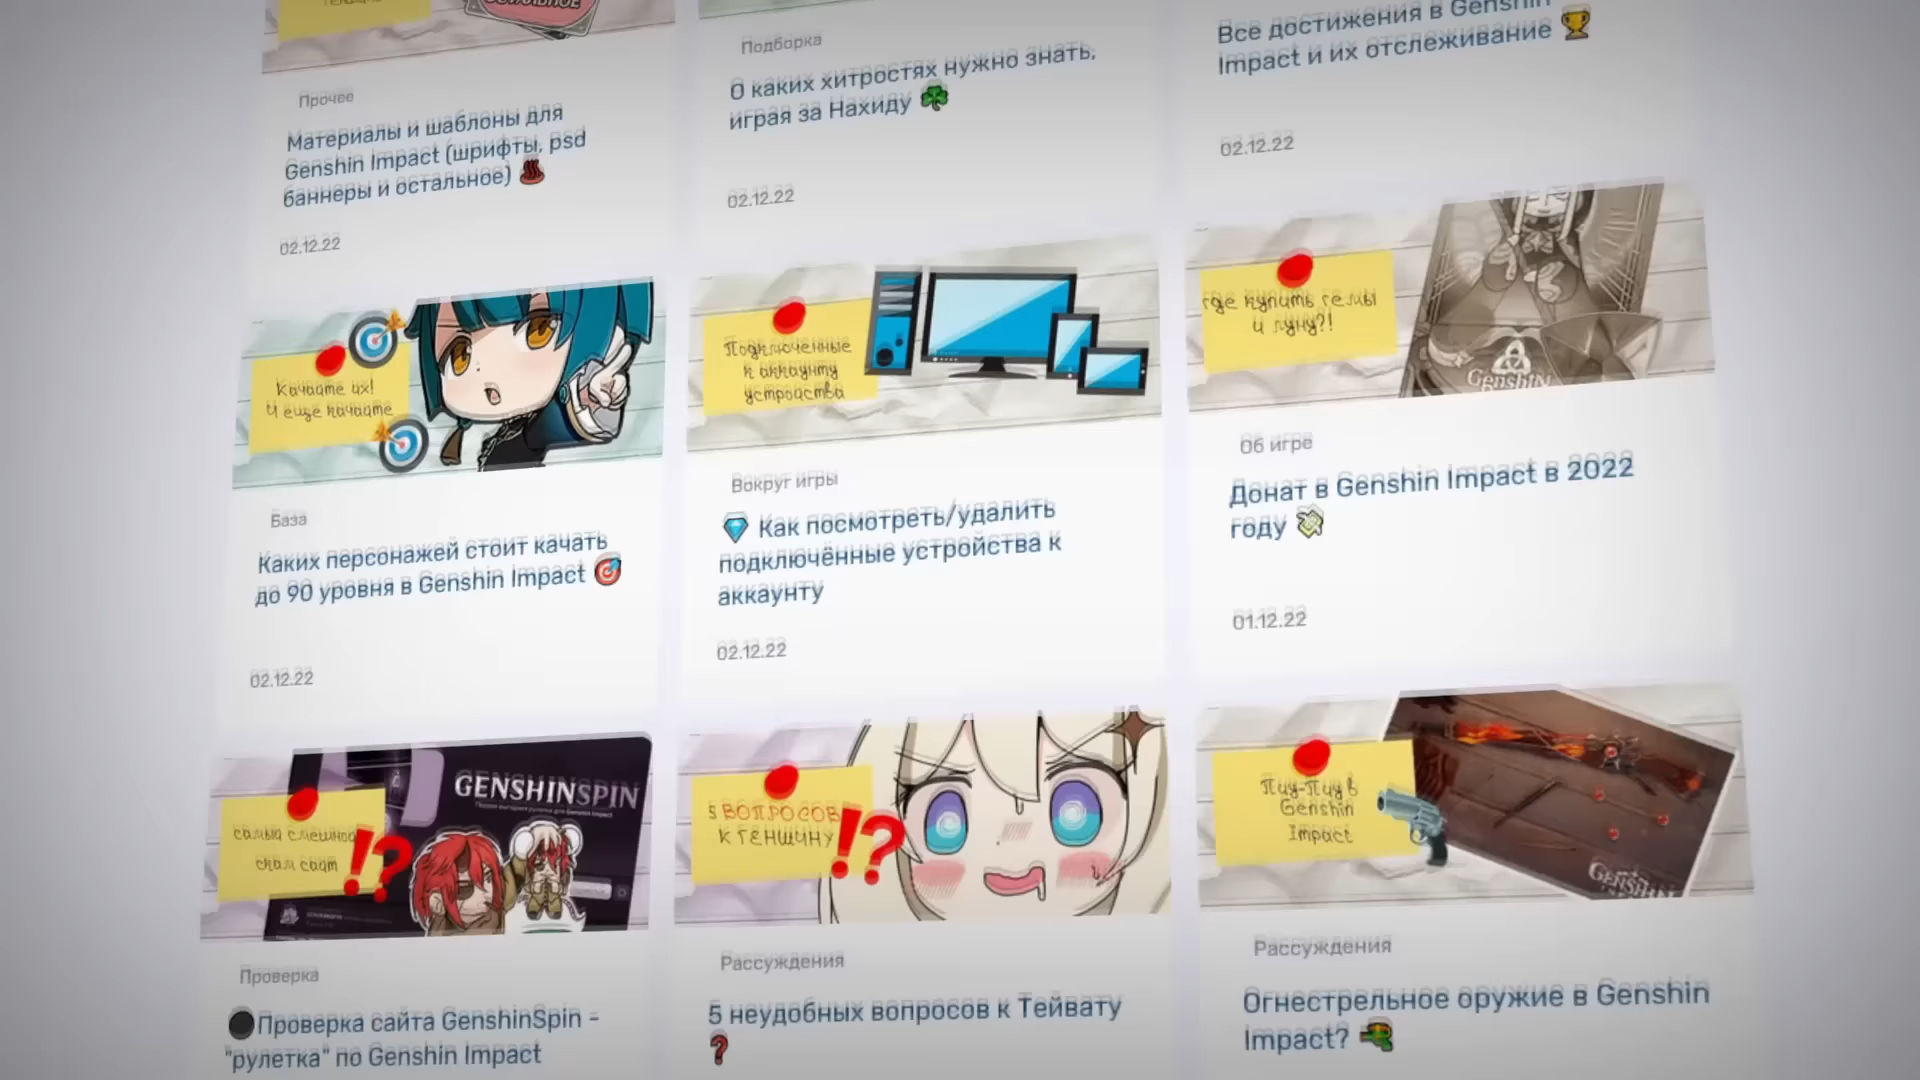 ОСТАЛЬНОЕ
Прочее
Материалы и шаблоны для
Genshin Impact (шрифты, psd
баннеры и остальное)
02.12.22
Подборка
О каких хитростях нужно знать,
играя за Нахиду
02.12.22
Все достижения в Genshin
Impact и их отслеживание
02.12.22
Качайте их!
И еще качайте
База
Каких персонажей стоит качать
до 90 уровня в Genshin Impact
02.12.22
Подключенные
к аккаунту
устройства
Вокруг игры
Как посмотреть/удалить
подключённые устройства к
аккаунту
02.12.22
где купить гемы
и луну?!
Genshin
Об игре
Донат в Genshin Impact в 2022
году
01.12.22
самый смешной
скам сайт
!?
GENSHINSPIN
Проверка
Проверка сайта GenshinSpin -
"рулетка" по Genshin Impact
5 ВОПРОСОВ
К ГЕНШИНУ
!?
Рассуждения
5 неудобных вопросов к Тейвату
Пиу-Пиу в
Genshin
Impact
GENSHIN
Рассуждения
Огнестрельное оружие в Genshin
Impact?